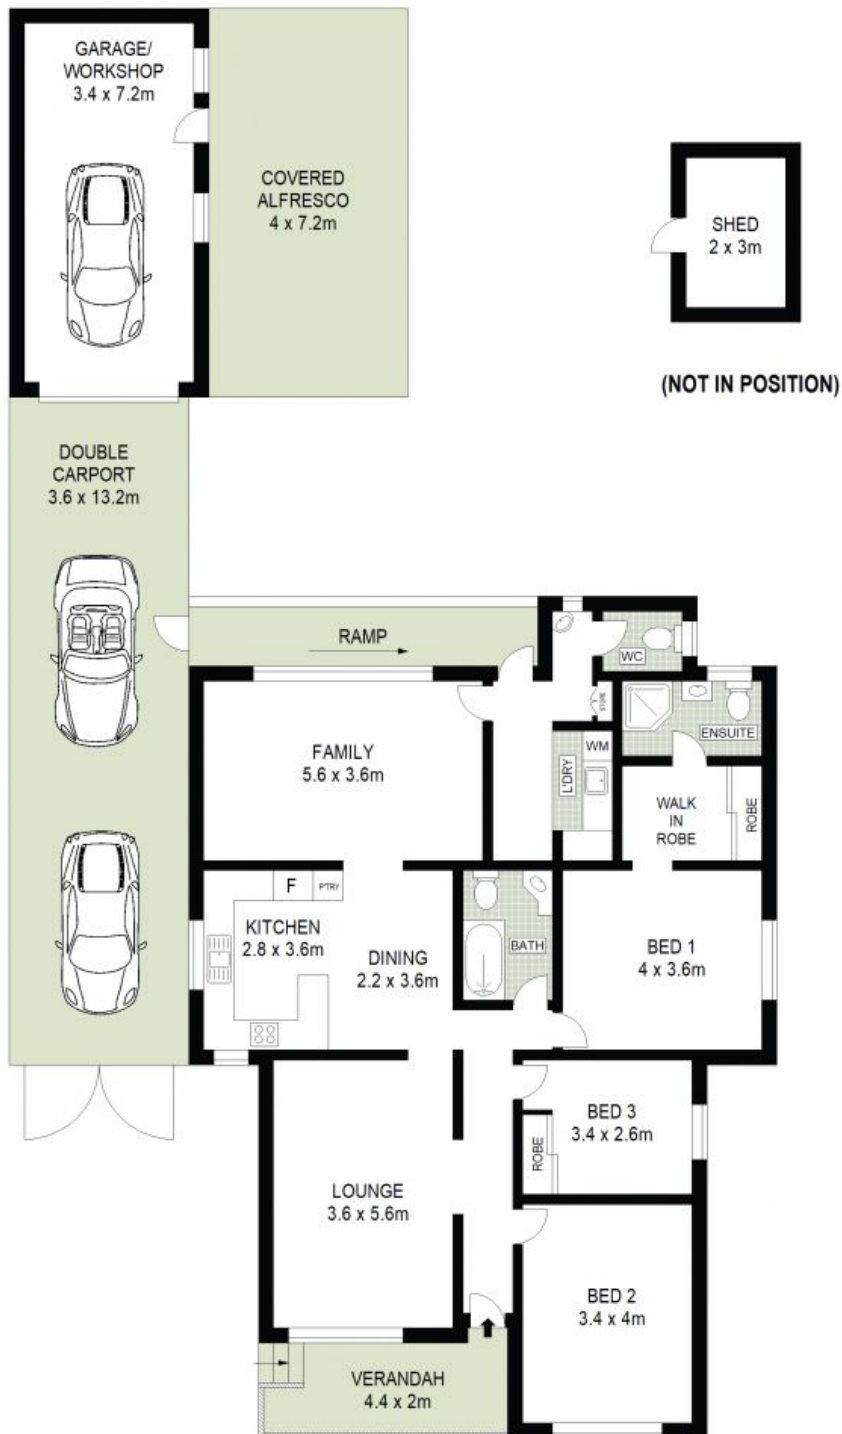 GARAGE/
WORKSHOP
3.4 x 7.2m
COVERED
ALFRESCO
4 x 7.2m
SHED
2 x 3m
(NOT IN POSITION)
DOUBLE
CARPORT
3.6 x 13.2m
RAMP
WC
STORE
ENSUITE
FAMILY
5.6 x 3.6m
L'DRY
WM
WALK
IN
ROBE
ROBE
F
PTRY
KITCHEN
2.8 x 3.6m
DINING
2.2 x 3.6m
BATH
BED 1
4 x 3.6m
BED 3
3.4 x 2.6m
ROBE
LOUNGE
3.6 x 5.6m
BED 2
3.4 x 4m
VERANDAH
4.4 x 2m